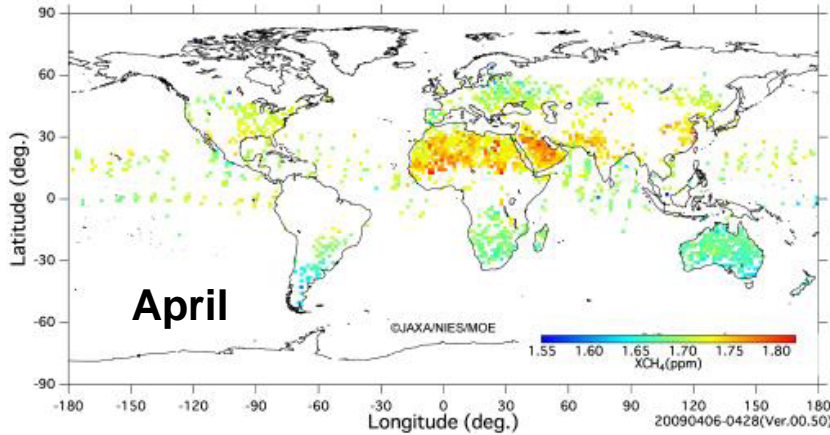 90
60
30
0
-30
-60
-90
Latitude (deg.)
April
©JAXA/NIES/MOE
1.55 1.60 1.65 1.70 1.75 1.80
XCH₄(ppm)
-180 -150 -120 -90 -60 -30 0 30 60 90 120 150 180
Longitude (deg.)
20090406-0428(Ver.00.50)